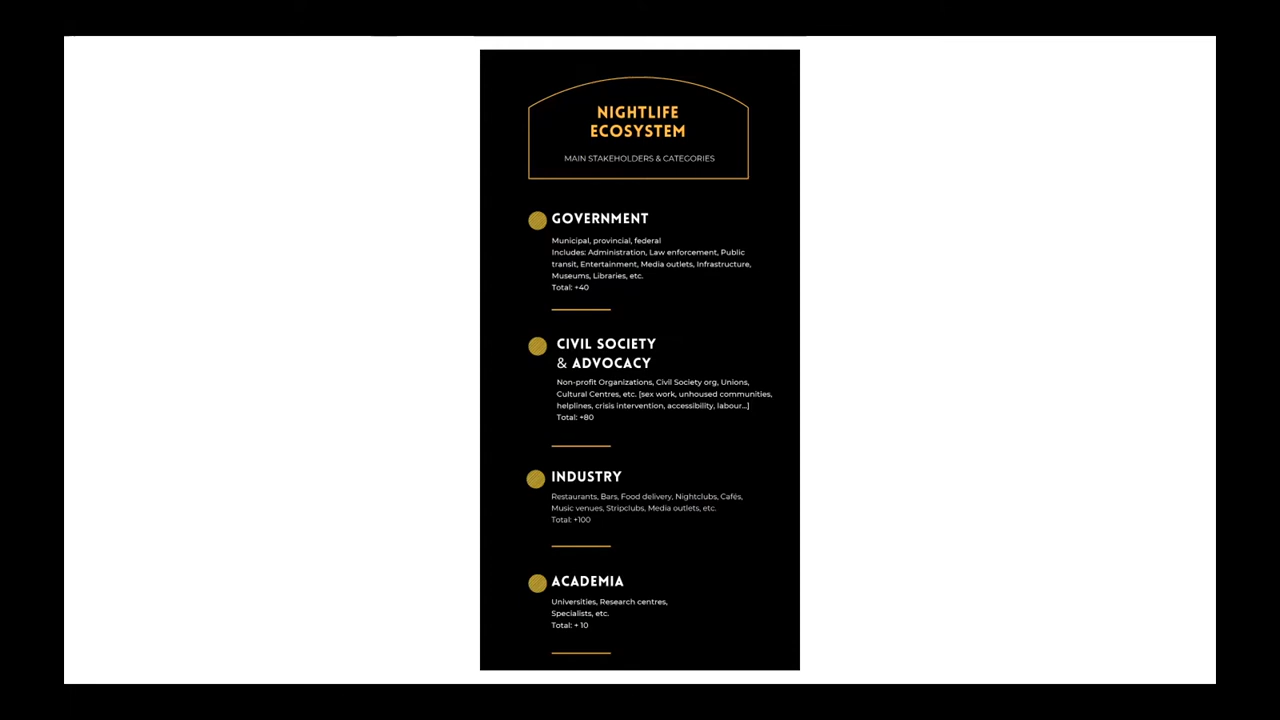 NIGHTLIFE
ECOSYSTEM
MAIN STAKEHOLDERS & CATEGORIES
GOVERNMENT
Municipal, provincial, federal
Includes: Administration, Law enforcement, Public
transit, Entertainment, Media outlets, Infrastructure,
Museums, Libraries, etc.
Total: +40
CIVIL SOCIETY
& ADVOCACY
Non-profit Organizations, Civil Society org, Unions,
Cultural Centres, etc. [sex work, unhoused communities,
helplines, crisis intervention, accessibility, labour...]
Total: +80
INDUSTRY
Restaurants, Bars, Food delivery, Nightclubs, Cafés,
Music venues, Stripclubs, Media outlets, etc.
Total: +100
ACADEMIA
Universities, Research centres,
Specialists, etc.
Total: + 10